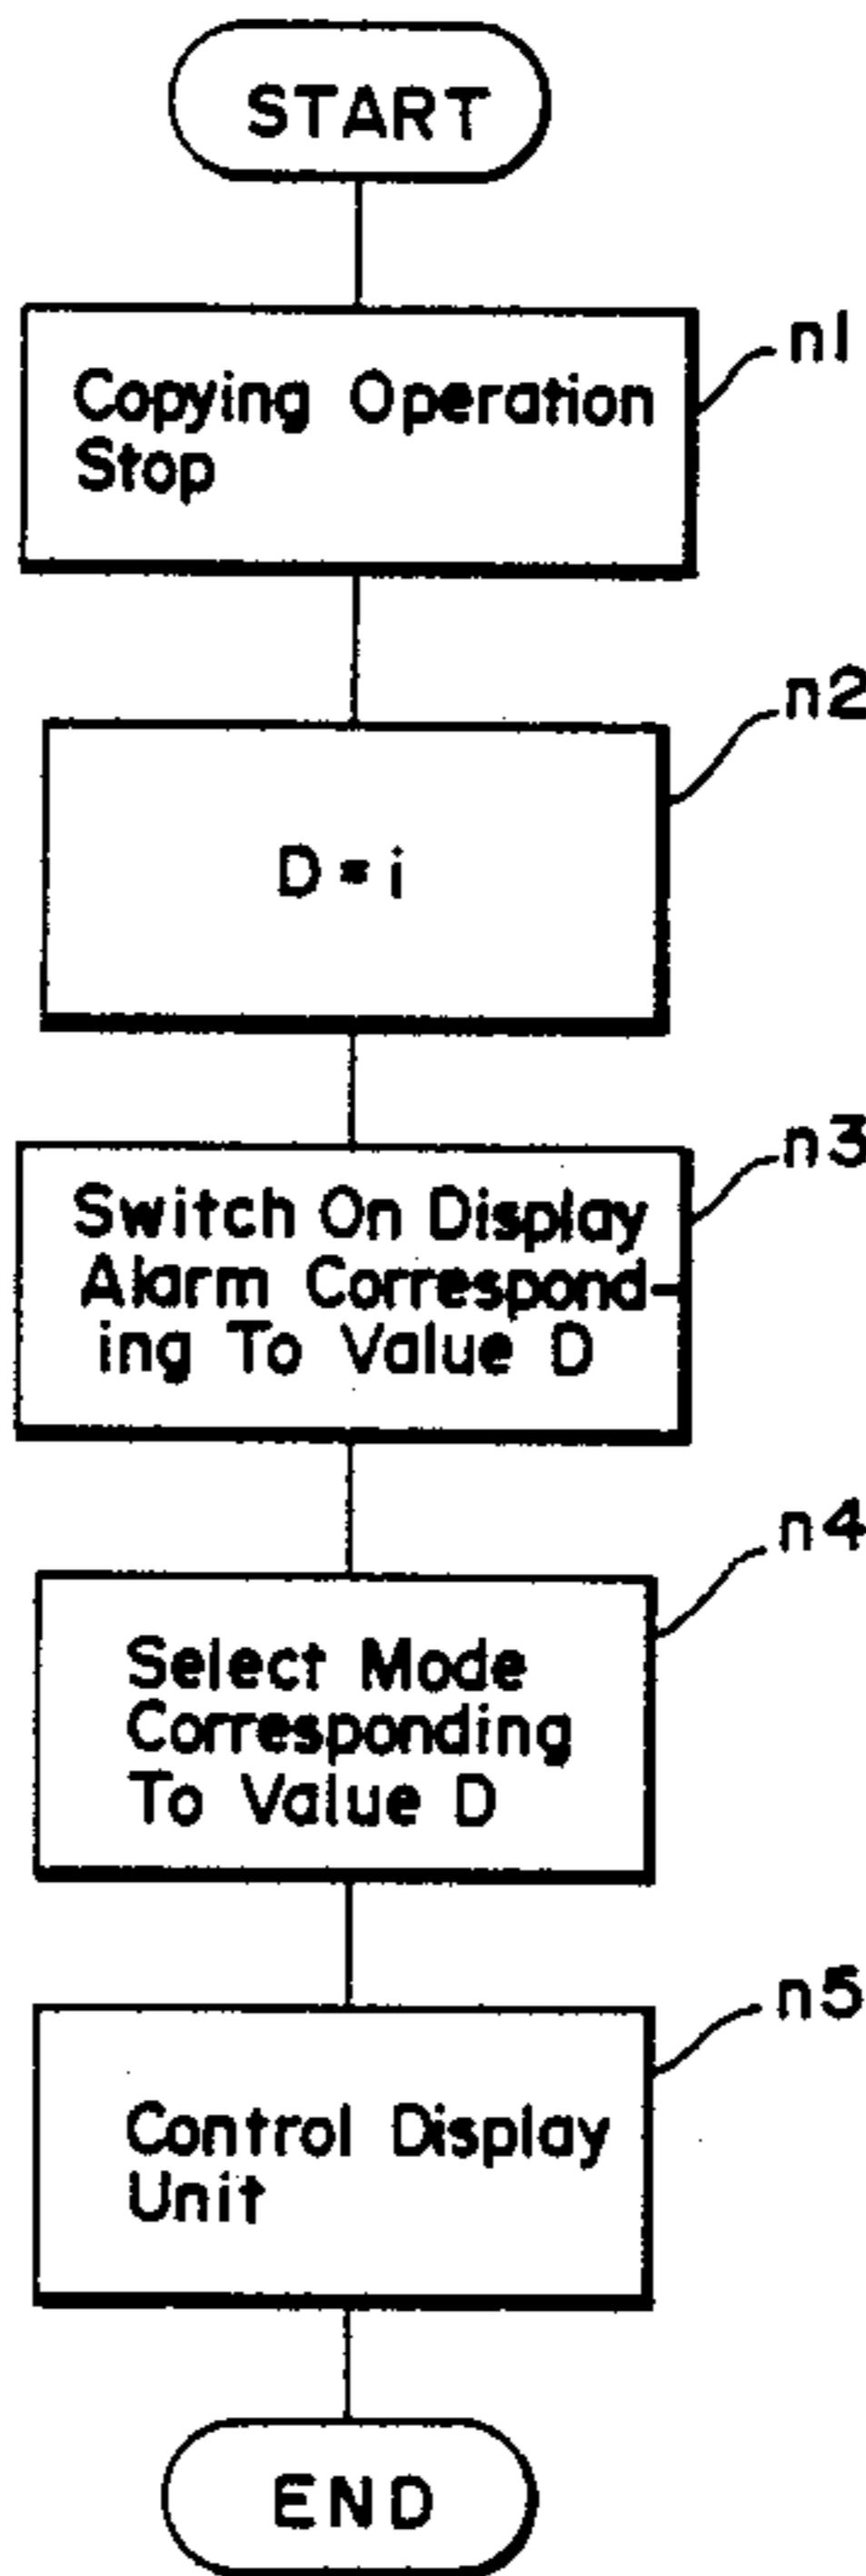 START
n1
Copying Operation
Stop
n2
D = i
n3
Switch On Display
Alarm Correspond-
ing To Value D
n4
Select Mode
Corresponding
To Value D
n5
Control Display
Unit
END